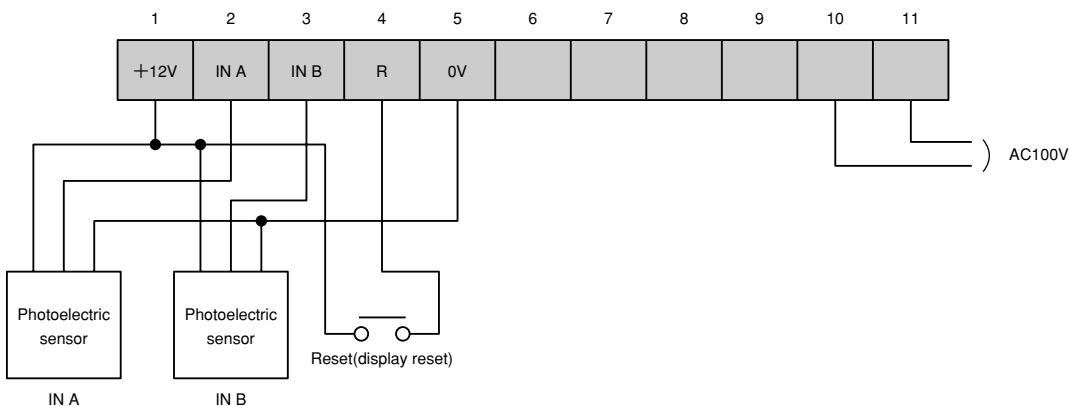 1 2 3 4 5 6 7 8 9 10 11
+12V IN A IN B R 0V
AC100V
Photoelectric
sensor
Photoelectric
sensor
Reset(display reset)
IN A
IN B